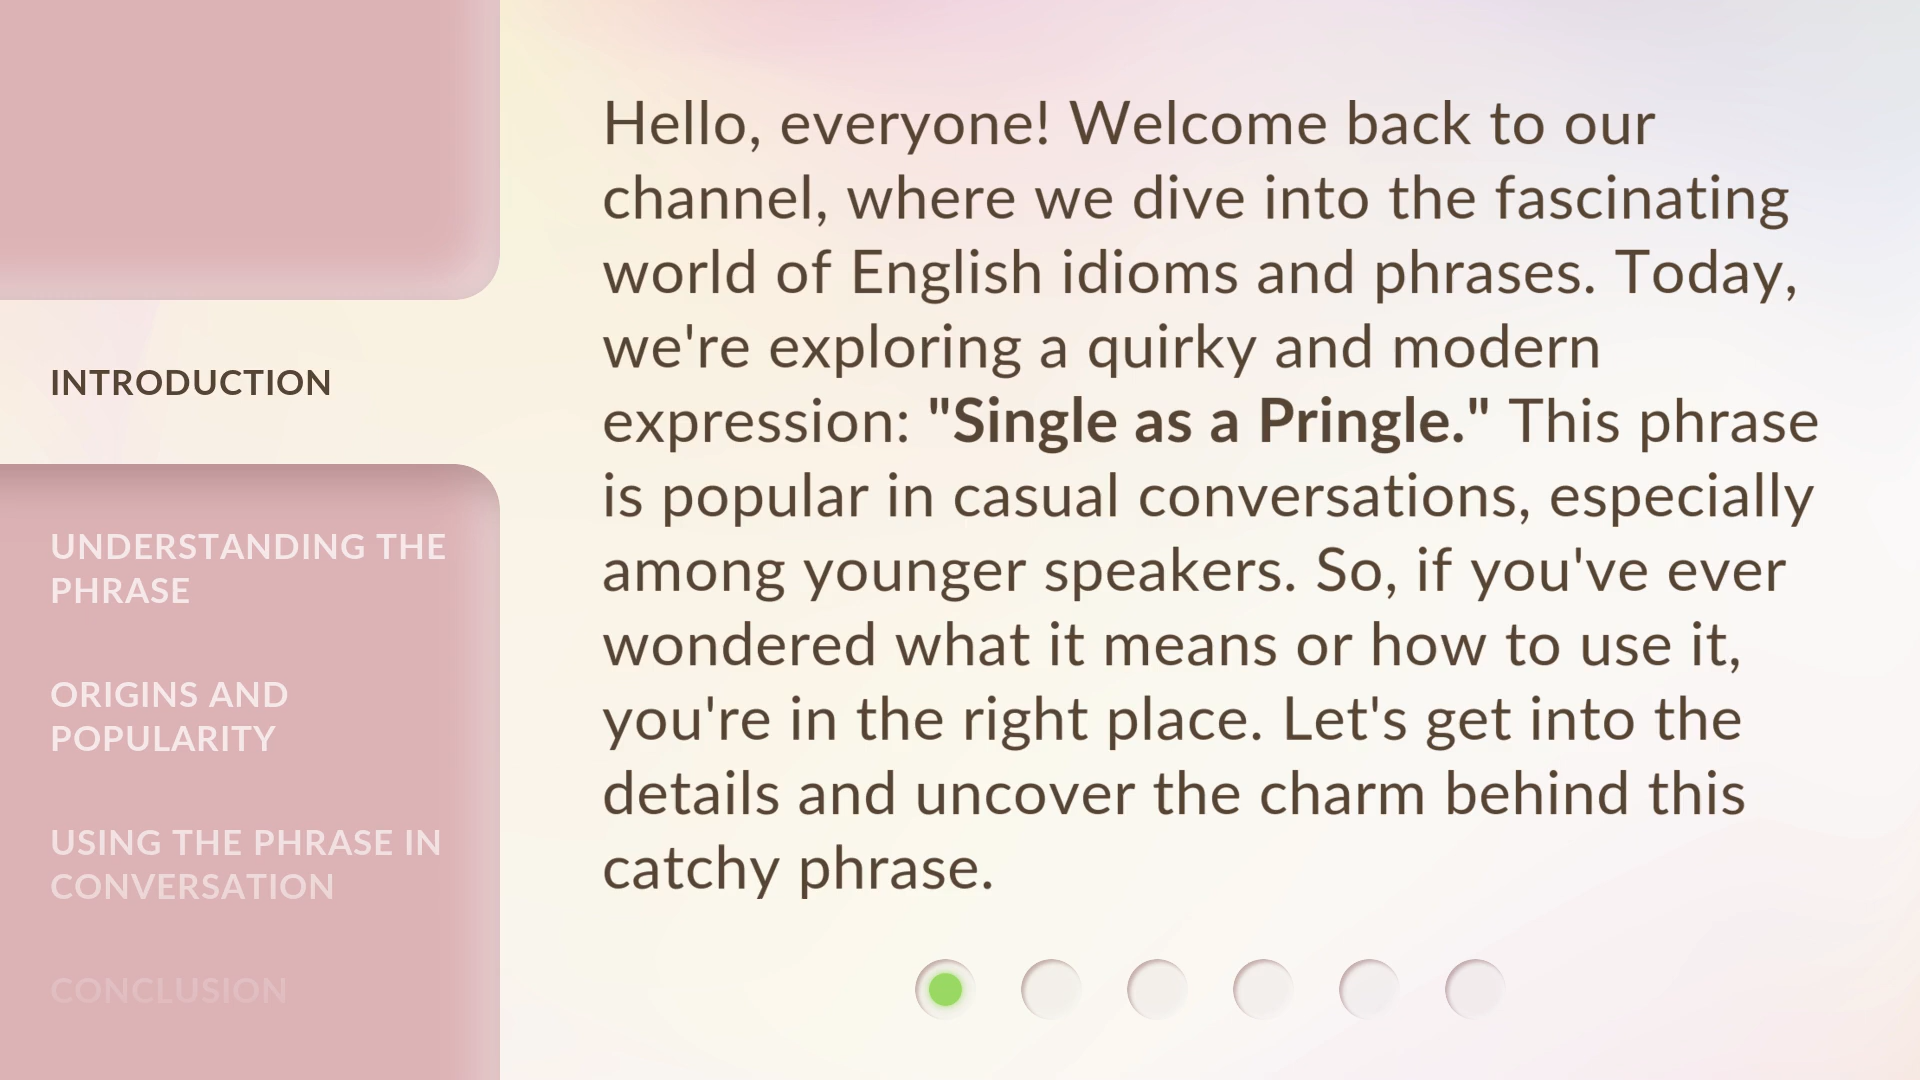 INTRODUCTION
UNDERSTANDING THE
PHRASE
ORIGINS AND
POPULARITY
USING THE PHRASE IN
CONVERSATION
CONCLUSION
Hello, everyone! Welcome back to our
channel, where we dive into the fascinating
world of English idioms and phrases. Today,
we're exploring a quirky and modern
expression: "Single as a Pringle." This phrase
is popular in casual conversations, especially
among younger speakers. So, if you've ever
wondered what it means or how to use it,
you're in the right place. Let's get into the
details and uncover the charm behind this
catchy phrase.